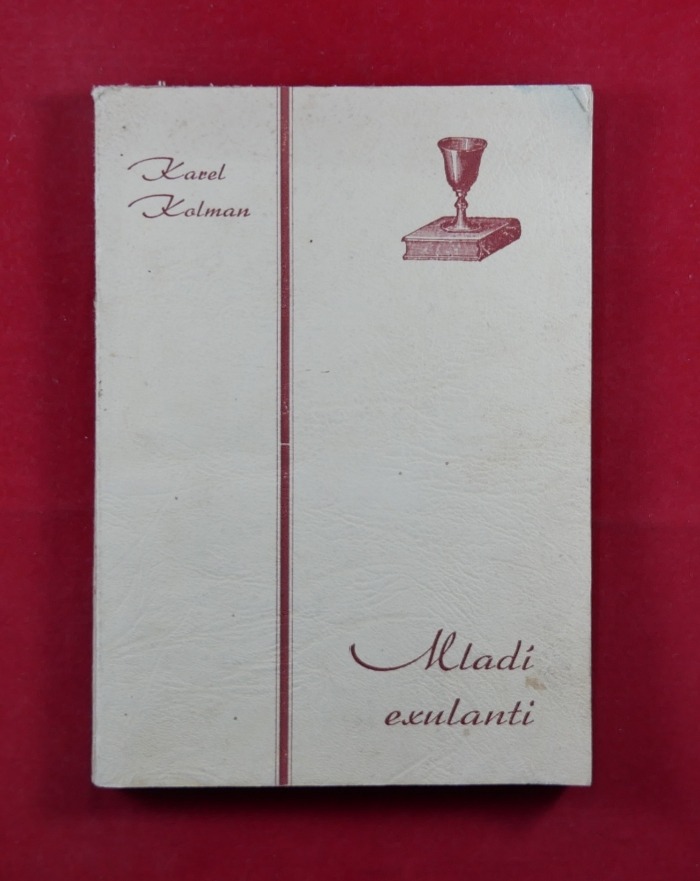 Karel
Kolman
Mladí
exulanti